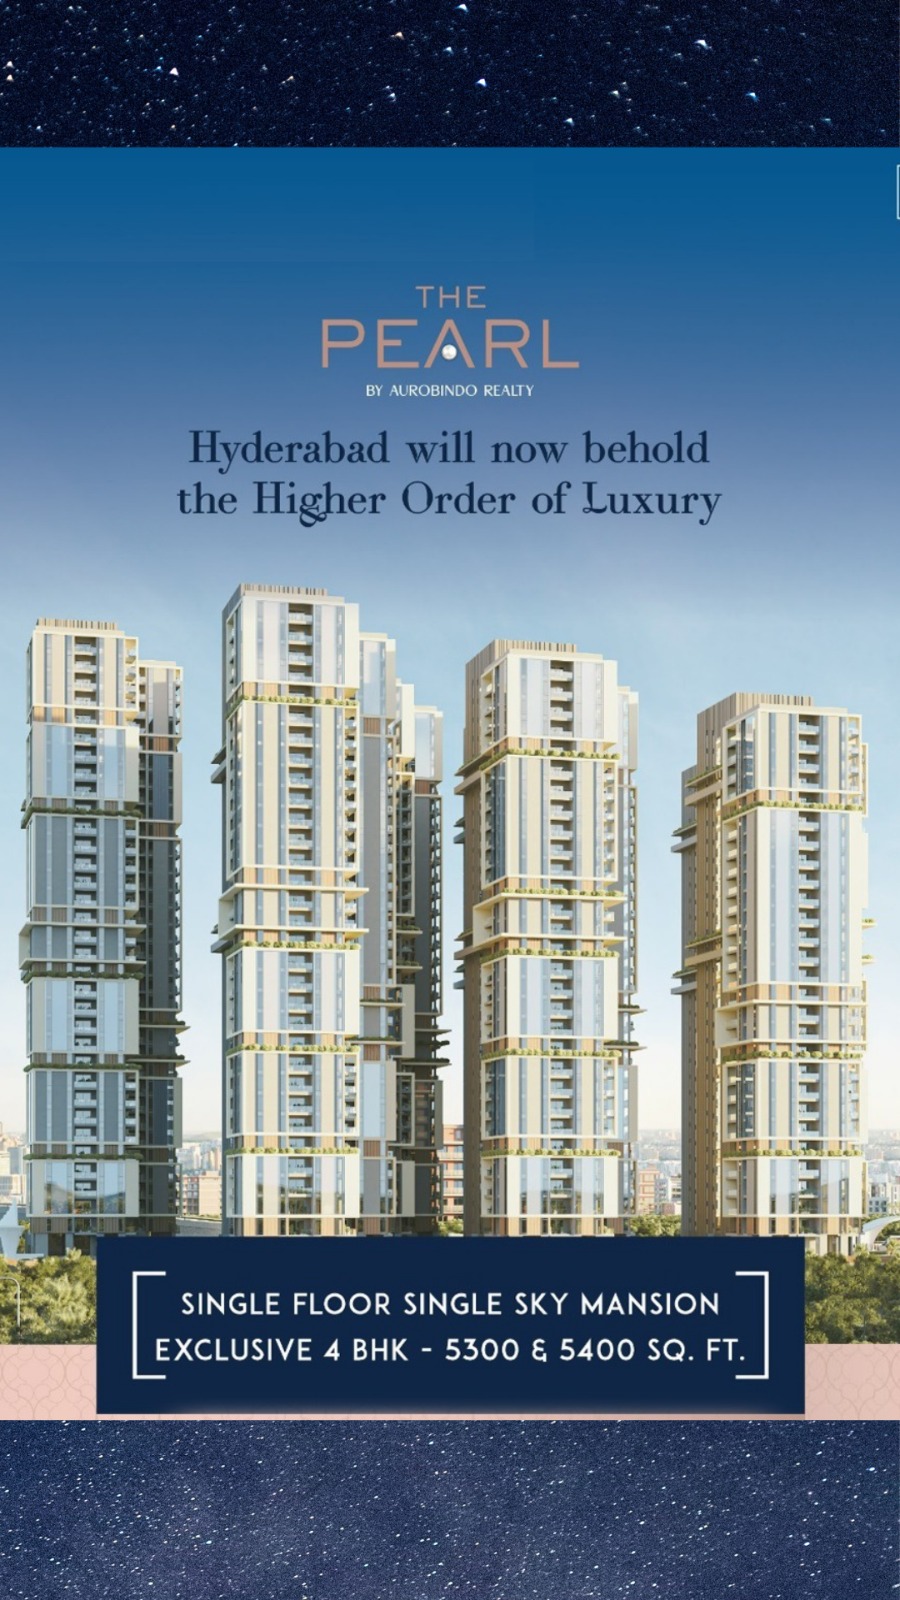 THE
PEARL
BY AUROBINDO REALTY
Hyderabad will now behold
the Higher Order of Luxury
SINGLE FLOOR SINGLE SKY MANSION
EXCLUSIVE 4 BHK - 5300 & 5400 SQ. FT.